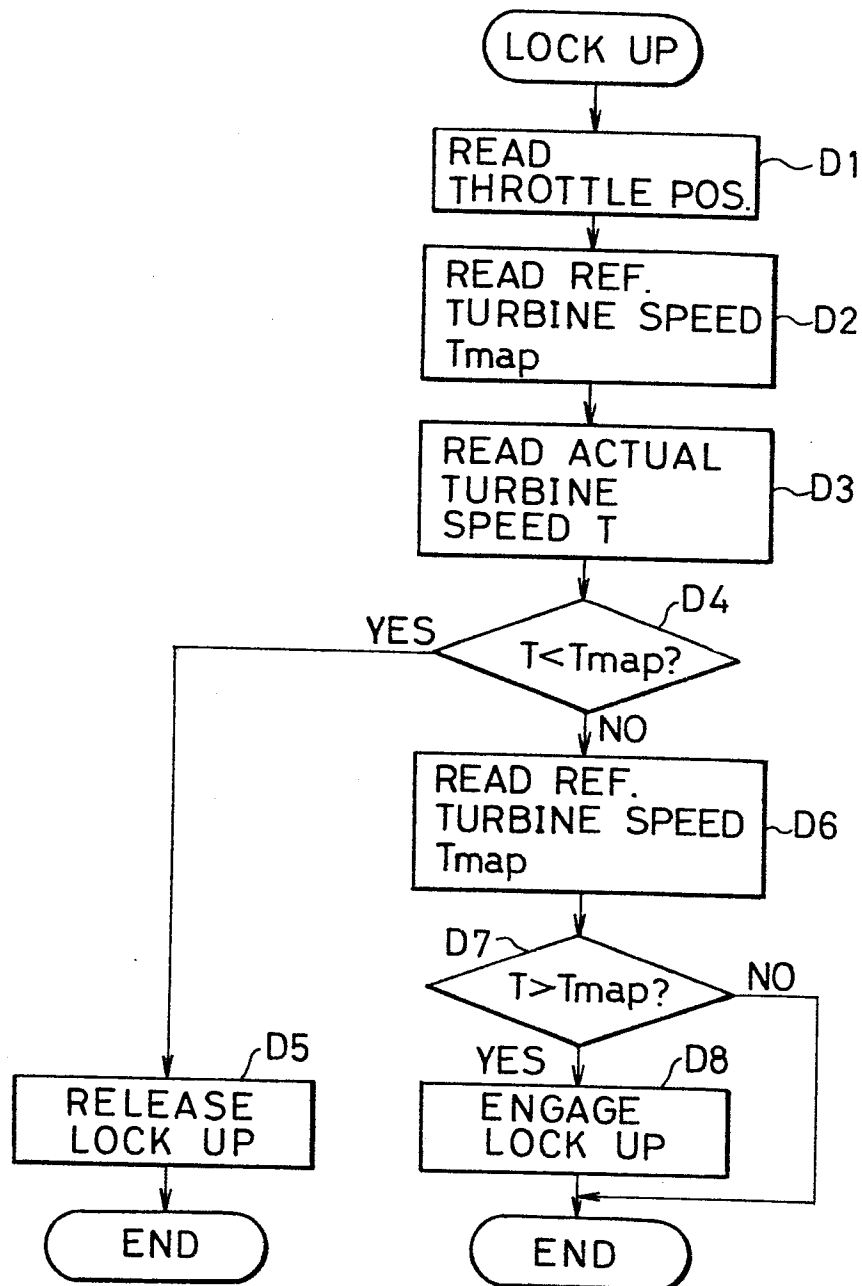 LOCK UP
READ
THROTTLE POS.
D1
READ REF.
TURBINE SPEED
Tmap
D2
READ ACTUAL
TURBINE
SPEED T
D3
D4
YES
T<Tmap?
NO
READ REF.
TURBINE SPEED
Tmap
D6
D7
T>Tmap?
NO
YES
D5
RELEASE
LOCK UP
D8
ENGAGE
LOCK UP
END
END